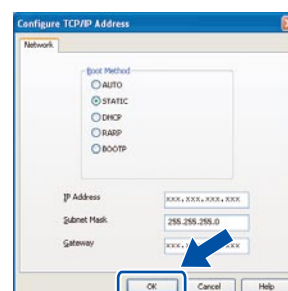 Configure TCP/IP Address
Network
Boot Method
AUTO
STATIC
DHCP
RARP
BOOTP
IP Address xxx.xxx.xxx.xxx
Subnet Mask 255.255.255.0
Gateway
OK Cancel Help